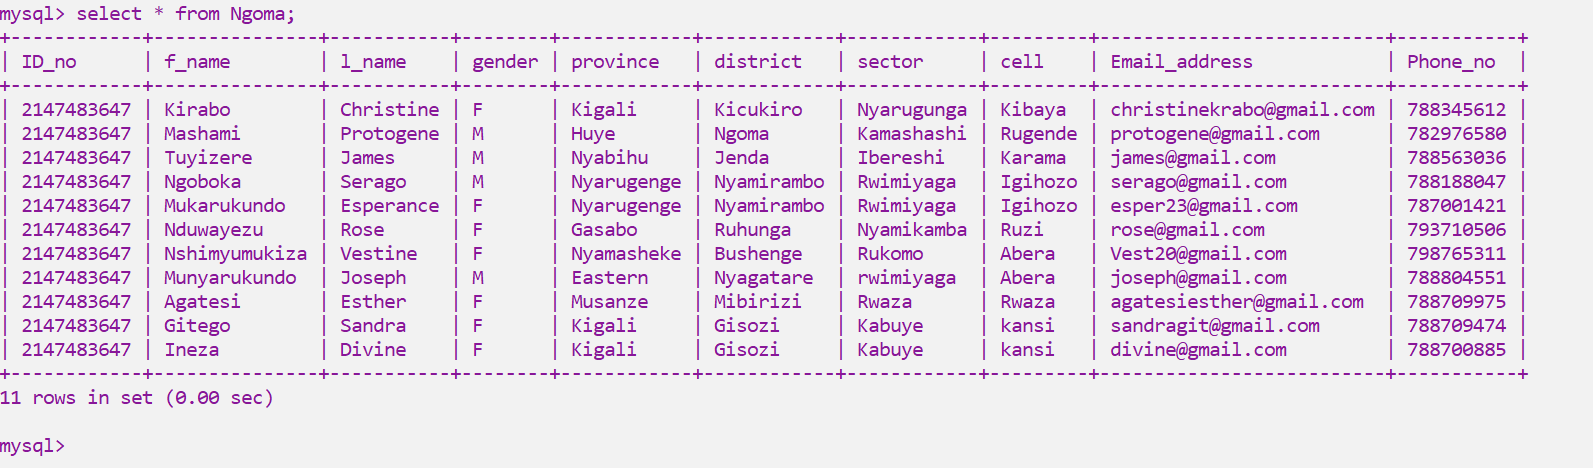 mysql> select * from Ngoma;
+------------+---------------+-----------+--------+------------+------------+------------+---------+--------------------------+-----------+
| ID_no      | f_name        | l_name    | gender | province   | district   | sector     | cell    | Email_address            | Phone_no  |
+------------+---------------+-----------+--------+------------+------------+------------+---------+--------------------------+-----------+
| 2147483647 | Kirabo        | Christine | F      | Kigali     | Kicukiro   | Nyarugunga | Kibaya  | christinekrabo@gmail.com | 788345612 |
| 2147483647 | Mashami       | Protogene | M      | Huye       | Ngoma      | Kamashashi | Rugende | protogene@gmail.com      | 782976580 |
| 2147483647 | Tuyizere      | James     | M      | Nyabihu    | Jenda      | Ibereshi   | Karama  | james@gmail.com          | 788563036 |
| 2147483647 | Ngoboka       | Serago    | M      | Nyarugenge | Nyamirambo | Rwimiyaga  | Igihozo | serago@gmail.com         | 788188047 |
| 2147483647 | Mukarukundo   | Esperance | F      | Nyarugenge | Nyamirambo | Rwimiyaga  | Igihozo | esper23@gmail.com        | 787001421 |
| 2147483647 | Nduwayezu     | Rose      | F      | Gasabo     | Ruhunga    | Nyamikamba | Ruzi    | rose@gmail.com           | 793710506 |
| 2147483647 | Nshimyumukiza | Vestine   | F      | Nyamasheke | Bushenge   | Rukomo     | Abera   | Vest20@gmail.com         | 798765311 |
| 2147483647 | Munyarukundo  | Joseph    | M      | Eastern    | Nyagatare  | rwimiyaga  | Abera   | joseph@gmail.com         | 788804551 |
| 2147483647 | Agatesi       | Esther    | F      | Musanze    | Mibirizi   | Rwaza      | Rwaza   | agatesiesther@gmail.com  | 788709975 |
| 2147483647 | Gitego        | Sandra    | F      | Kigali     | Gisozi     | Kabuye     | kansi   | sandragit@gmail.com      | 788709474 |
| 2147483647 | Ineza         | Divine    | F      | Kigali     | Gisozi     | Kabuye     | kansi   | divine@gmail.com         | 788700885 |
+------------+---------------+-----------+--------+------------+------------+------------+---------+--------------------------+-----------+
11 rows in set (0.00 sec)
mysql>